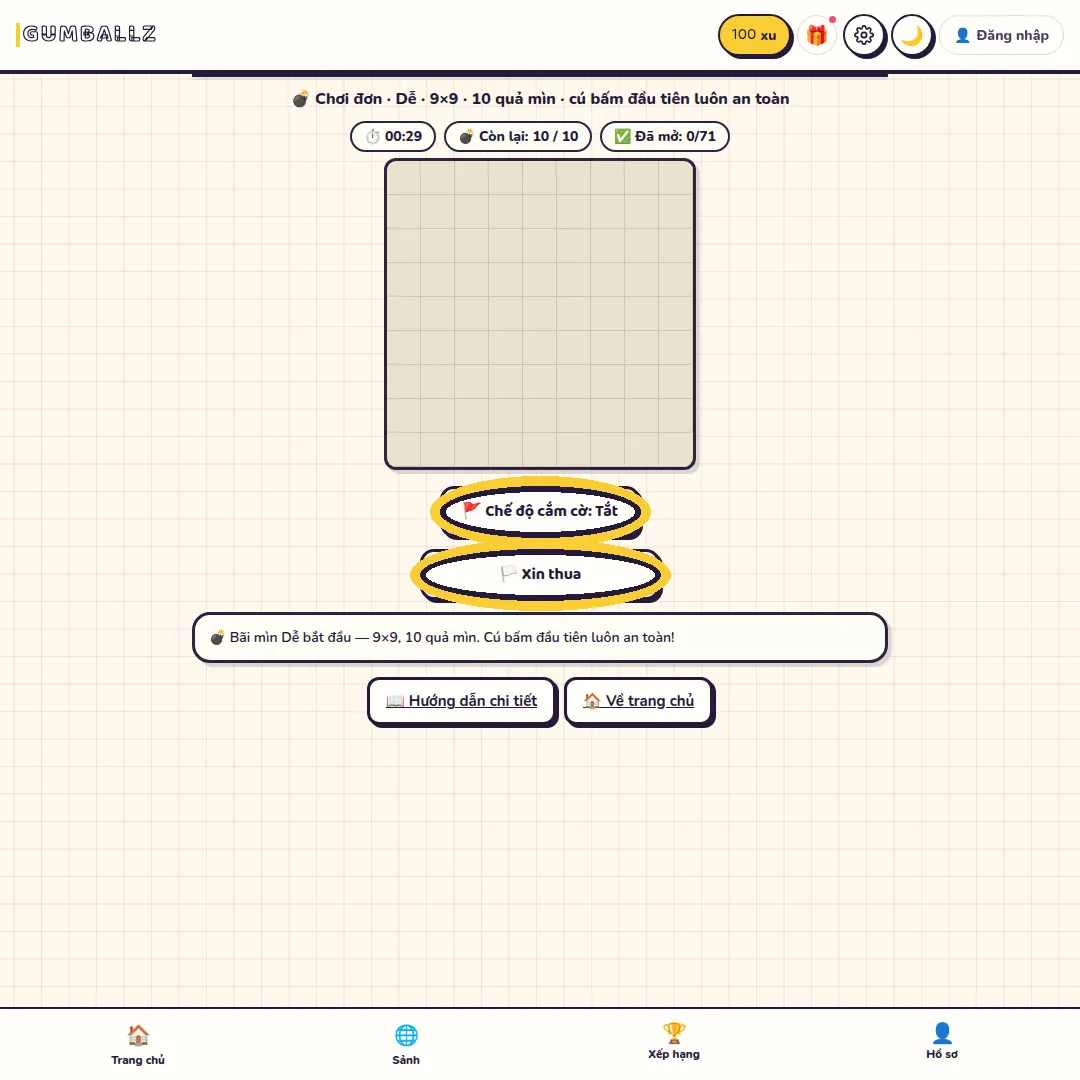 GUMBALLZ
100 xu
Đăng nhập
Chơi đơn · Dễ · 9×9 · 10 quả mìn · cú bấm đầu tiên luôn an toàn
00:29
Còn lại: 10 / 10
Đã mở: 0/71
Chế độ cắm cờ: Tắt
Xin thua
Bãi mìn Dễ bắt đầu — 9×9, 10 quả mìn. Cú bấm đầu tiên luôn an toàn!
Hướng dẫn chi tiết
Về trang chủ
Trang chủ
Sảnh
Xếp hạng
Hồ sơ